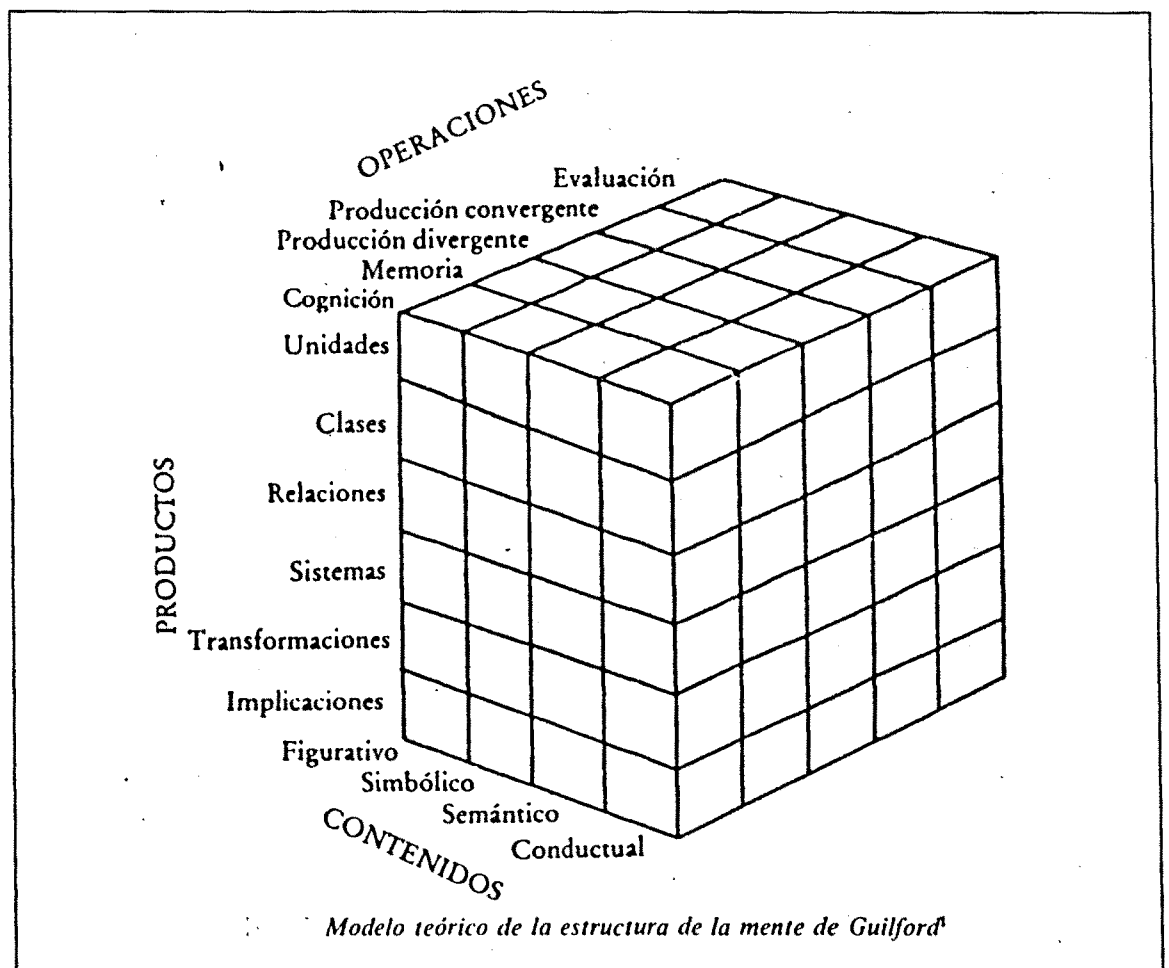 OPERACIONES
Evaluación
Producción convergente
Producción divergente
Memoria
Cognición
PRODUCTOS
Unidades
Clases
Relaciones
Sistemas
Transformaciones
Implicaciones
Figurativo
Simbólico
Semántico
Conductual
CONTENIDOS
Modelo teórico de la estructura de la mente de Guilford